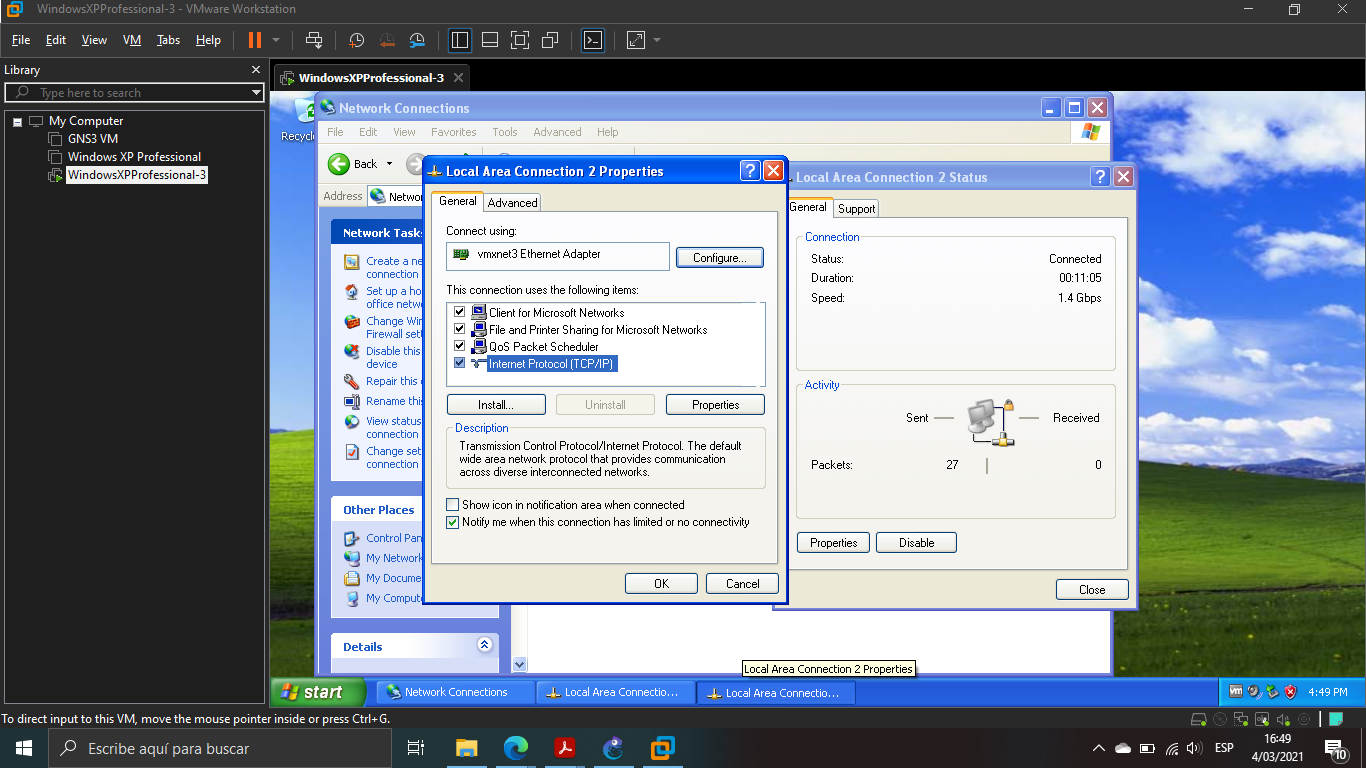 WindowsXPProfessional-3 - VMware Workstation
File Edit View VM Tabs Help
Library
Type here to search
My Computer
GNS3 VM
Windows XP Professional
WindowsXPProfessional-3
WindowsXPProfessional-3
Network Connections
File Edit View Favorites Tools Advanced Help
Back
Address
Network Tasks
Create a ne
connection
Set up a ho
office netw
Change Win
Firewall set
Disable this
device
Repair this
Rename this
View status
connection
Change set
connection
Other Places
Control Pan
My Network
My Docume
My Compute
Details
Local Area Connection 2 Properties
General Advanced
Connect using:
vmxnet3 Ethernet Adapter
Configure...
This connection uses the following items:
Client for Microsoft Networks
File and Printer Sharing for Microsoft Networks
QoS Packet Scheduler
Internet Protocol (TCP/IP)
Install... Uninstall Properties
Description
Transmission Control Protocol/Internet Protocol. The default
wide area network protocol that provides communication
across diverse interconnected networks.
Show icon in notification area when connected
Notify me when this connection has limited or no connectivity
OK Cancel
Local Area Connection 2 Status
General Support
Connection
Status: Connected
Duration: 00:11:05
Speed: 1.4 Gbps
Activity
Sent Received
Packets: 27 0
Properties Disable
Close
Local Area Connection 2 Properties
start
Network Connections
Local Area Connectio...
Local Area Connectio...
4:49 PM
To direct input to this VM, move the mouse pointer inside or press Ctrl+G.
Escribe aquí para buscar
ESP
16:49
4/03/2021
10